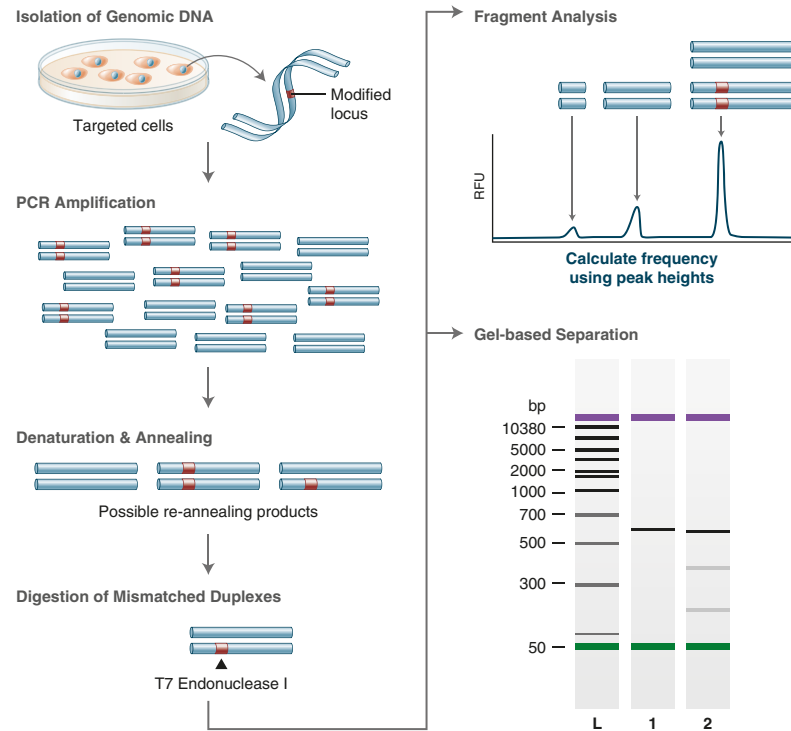 Isolation of Genomic DNA
Targeted cells
Modified
locus
PCR Amplification
Denaturation & Annealing
Possible re-annealing products
Digestion of Mismatched Duplexes
T7 Endonuclease I
Fragment Analysis
RFU
Calculate frequency
using peak heights
Gel-based Separation
bp
10380
5000
2000
1000
700
500
300
50
L 1 2